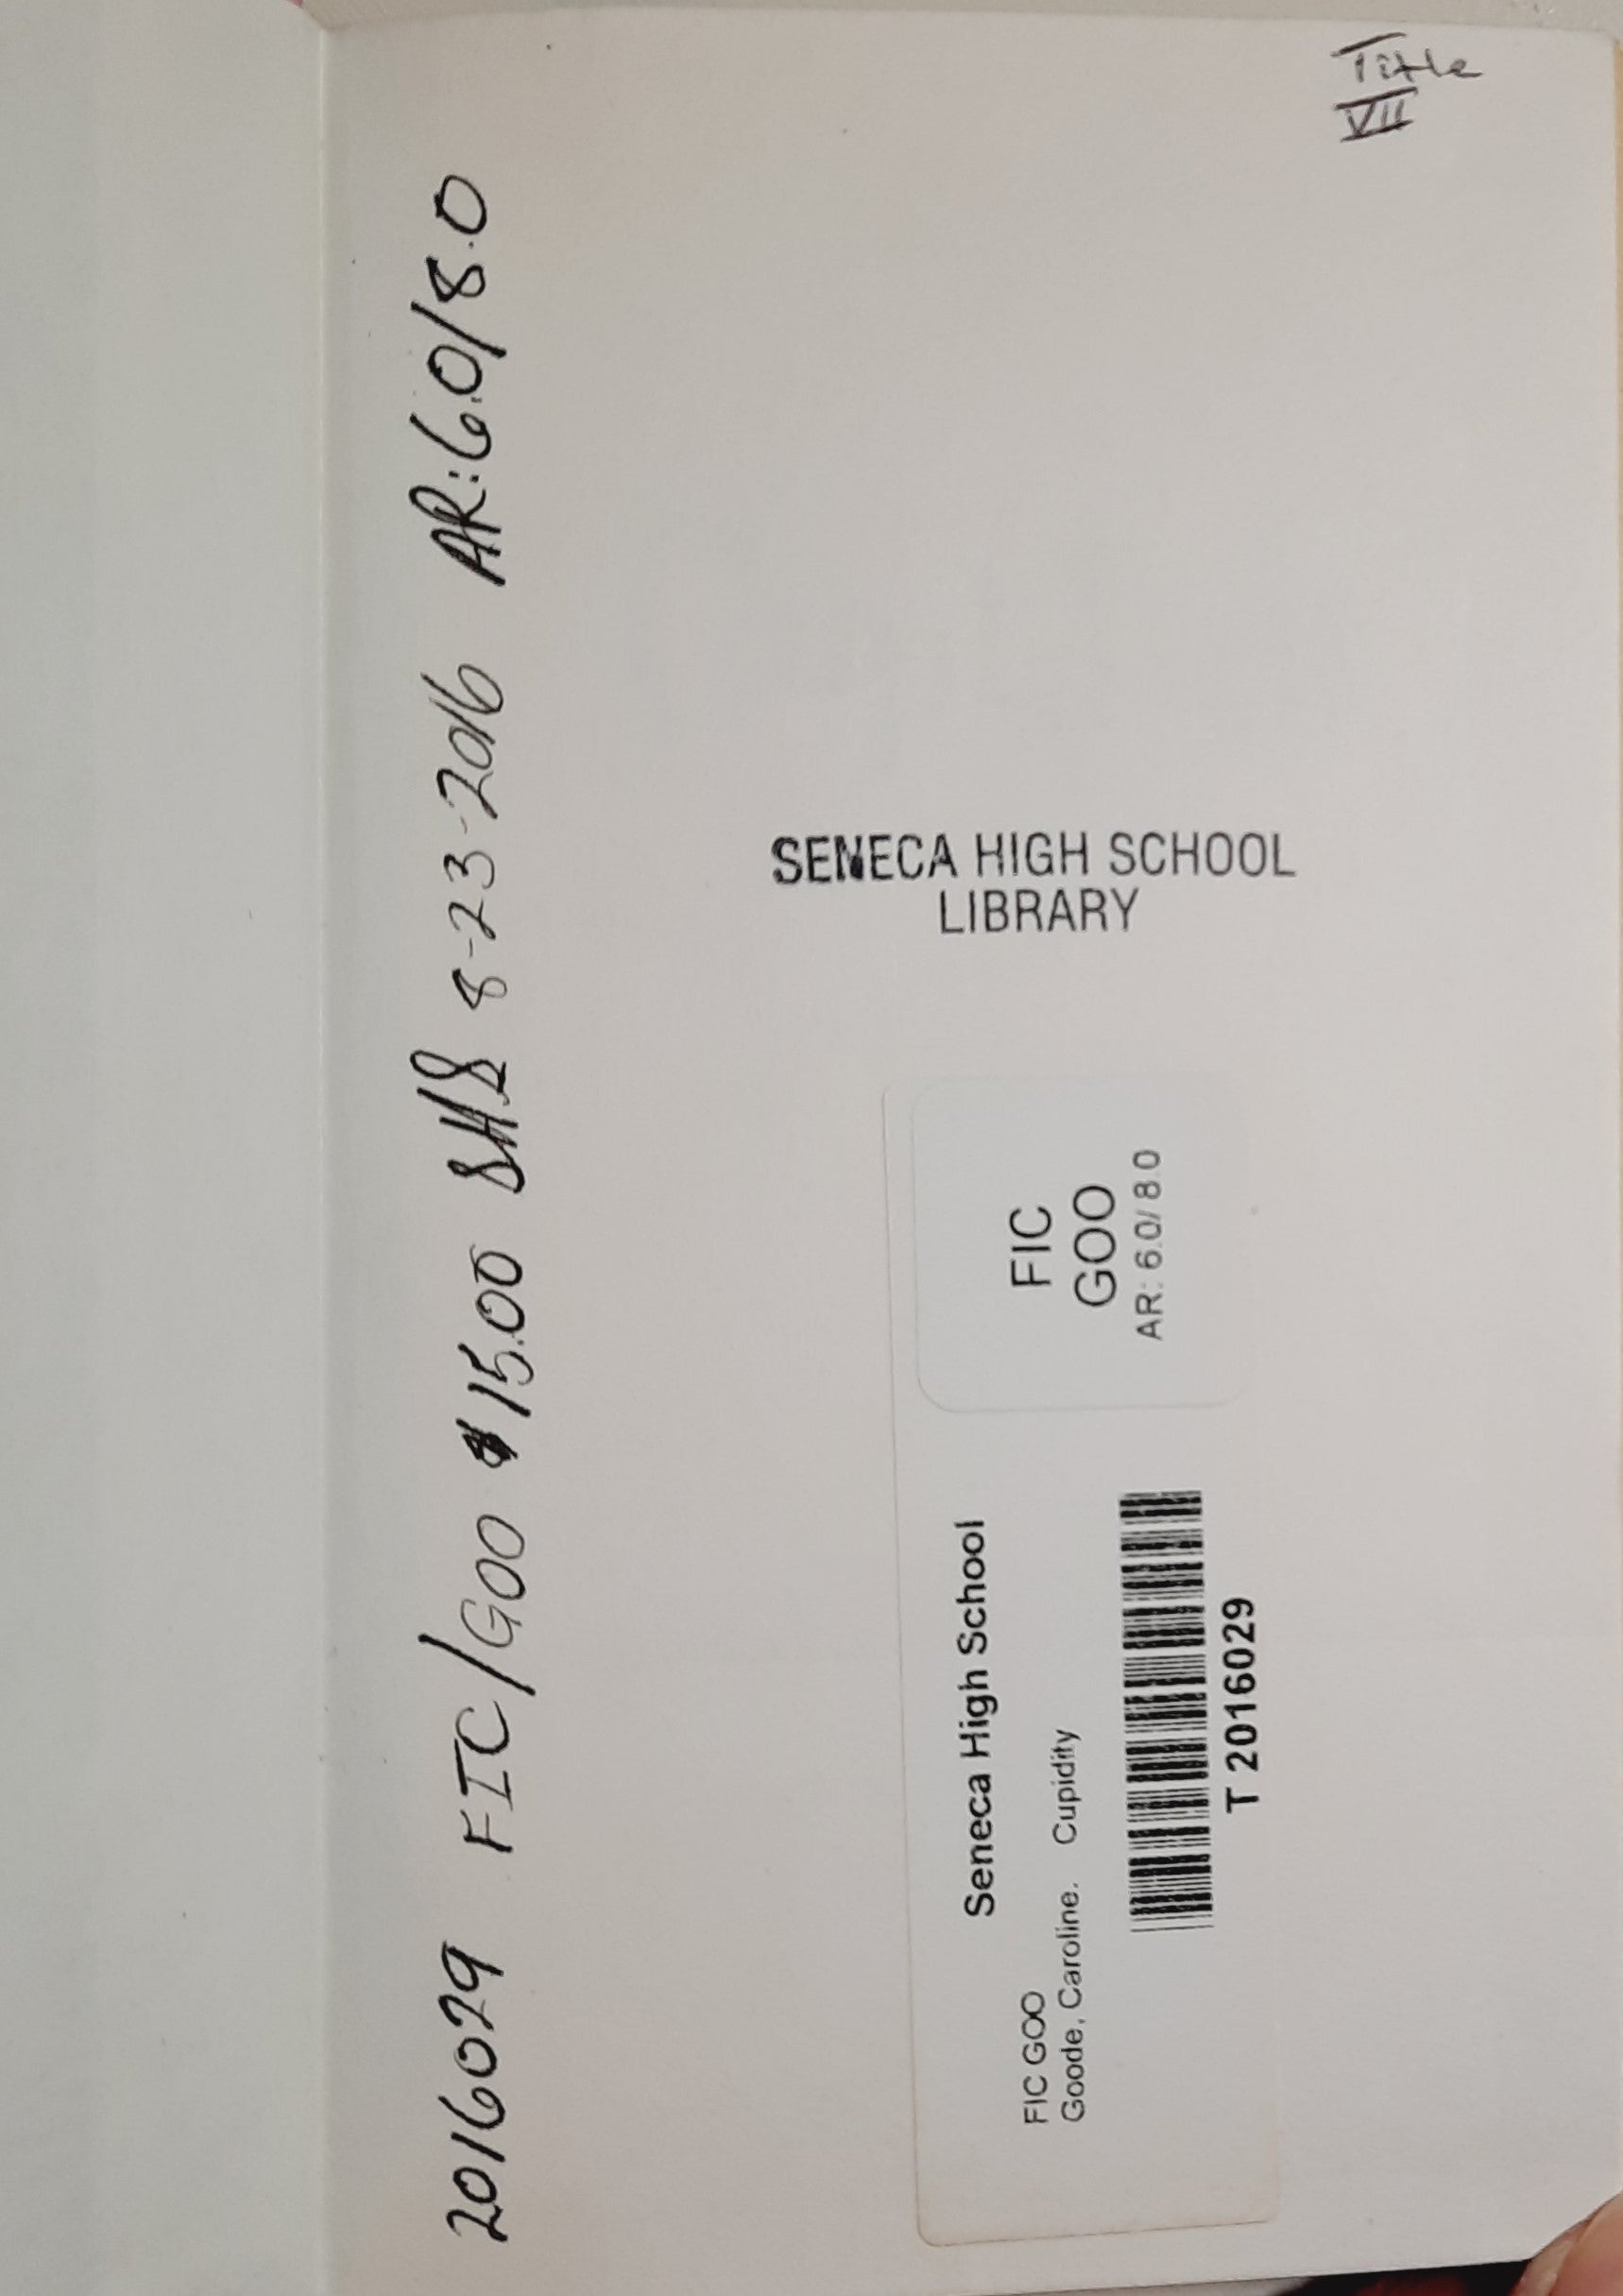 Title
VII
2016029 FIC/GOO $15.00 SHS 8-23-2016 AR:6.0/8.0
SENECA HIGH SCHOOL
LIBRARY
Seneca High School
FIC GOO
Goode, Caroline. Cupidity
T 2016029
FIC
GOO
AR: 6.0/ 8.0